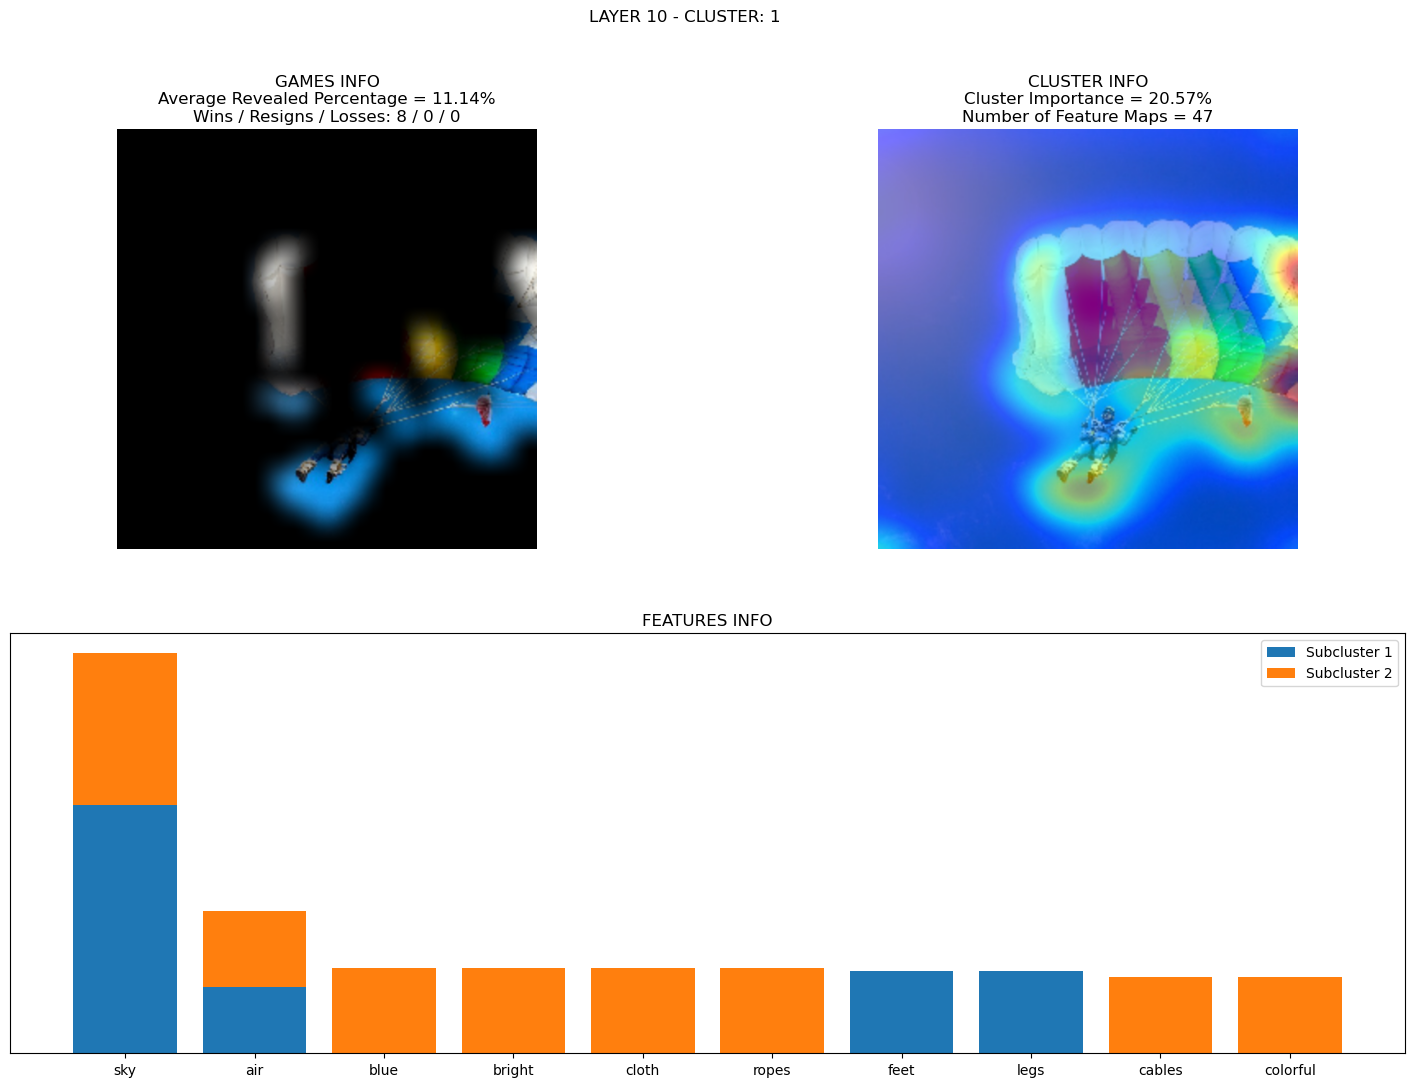 LAYER 10 - CLUSTER: 1
GAMES INFO
Average Revealed Percentage = 11.14%
Wins / Resigns / Losses: 8 / 0 / 0
CLUSTER INFO
Cluster Importance = 20.57%
Number of Feature Maps = 47
FEATURES INFO
Subcluster 1
Subcluster 2
sky air blue bright cloth ropes feet legs cables colorful